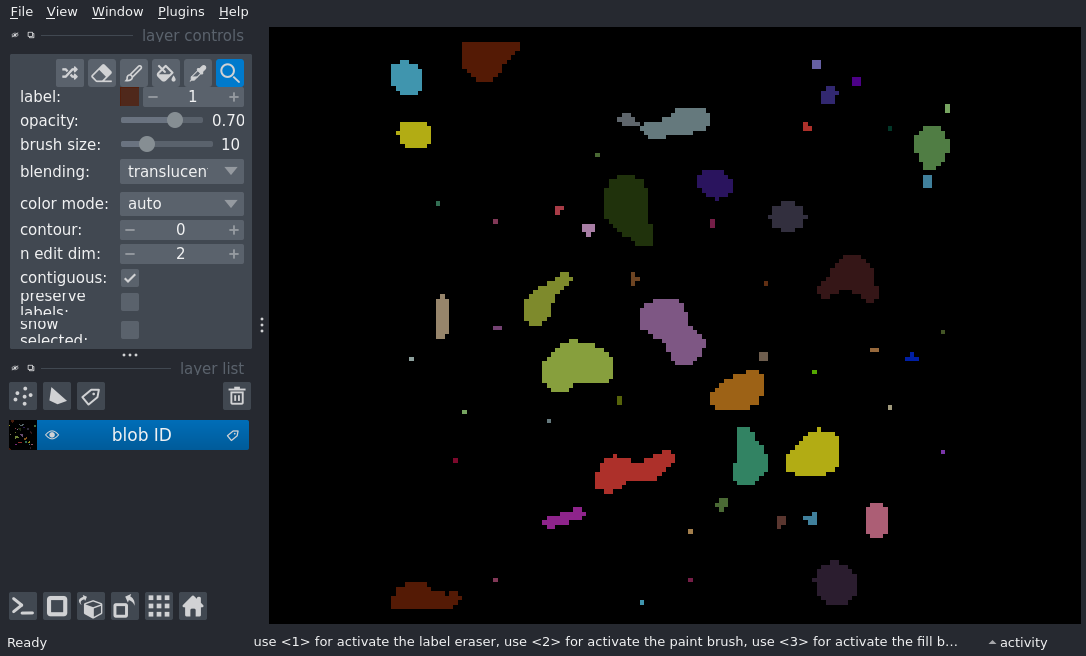 File View Window Plugins Help
layer controls
label: 1
opacity: 0.70
brush size: 10
blending: translucen
color mode: auto
contour: 0
n edit dim: 2
contiguous:
preserve
labels:
show
selected:
layer list
blob ID
Ready
use <1> for activate the label eraser, use <2> for activate the paint brush, use <3> for activate the fill b...
activity